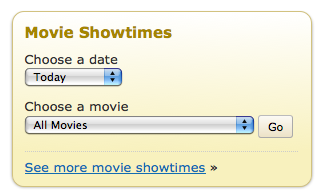 Movie Showtimes
Choose a date
Today
Choose a movie
All Movies
Go
See more movie showtimes »